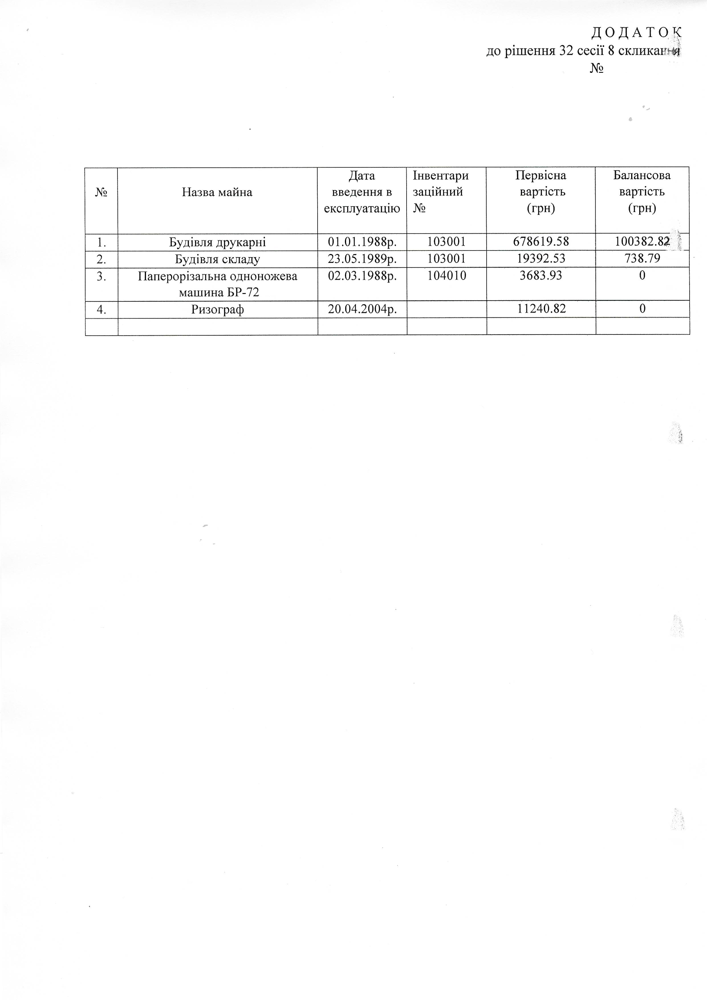 ДОДАТОК
до рішення 32 сесії 8 скликання
№
№
Назва майна
Дата
введення в
експлуатацію
Інвентари
заційний
№
Первісна
вартість
(грн)
Балансова
вартість
(грн)
1. Будівля друкарні 01.01.1988р. 103001 678619.58 100382.82
2. Будівля складу 23.05.1989р. 103001 19392.53 738.79
3. Паперорізальна одноножева 02.03.1988р. 104010 3683.93 0
машина БР-72
4. Ризограф 20.04.2004р. 11240.82 0